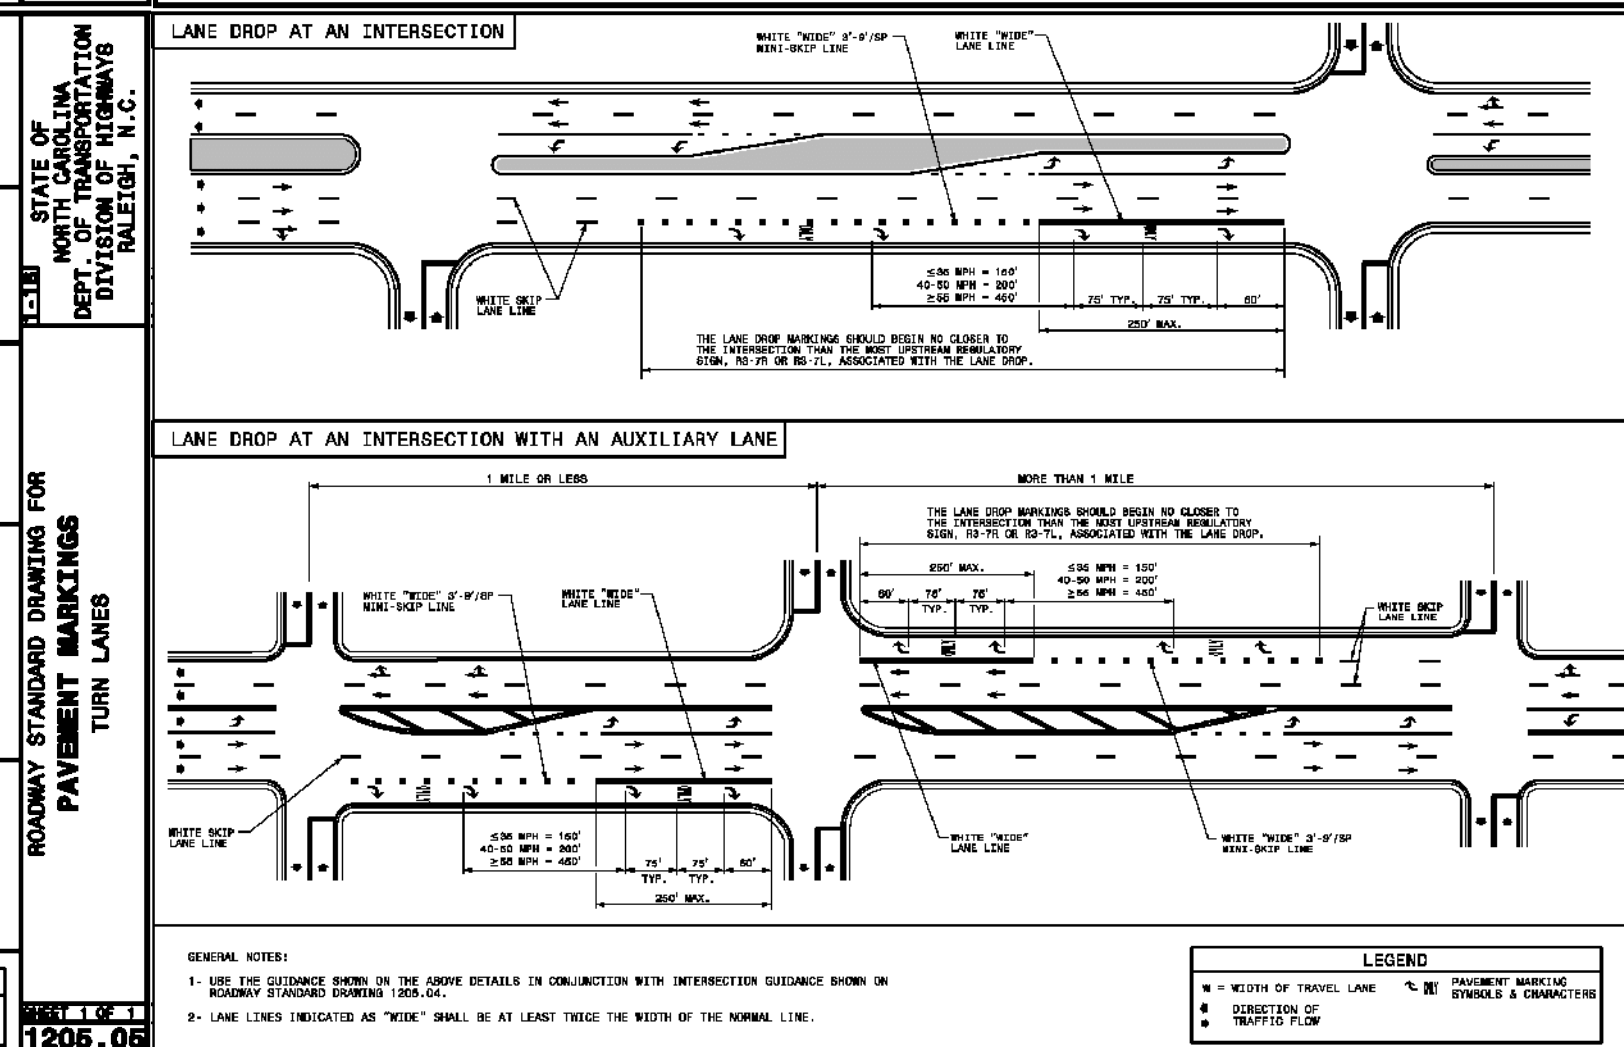 STATE OF
NORTH CAROLINA
DEPT. OF TRANSPORTATION
DIVISION OF HIGHWAYS
RALEIGH, N.C.
ROADWAY STANDARD DRAWING FOR
PAVEMENT MARKINGS
TURN LANES
SHEET 1 OF 1
1205.05
LANE DROP AT AN INTERSECTION
WHITE "WIDE" 3'-9'/SP
MINI-SKIP LINE
WHITE "WIDE"
LANE LINE
ONLY
ONLY
WHITE SKIP
LANE LINE
≤35 MPH = 150'
40-50 MPH = 200'
≥55 MPH = 450'
75' TYP.
75' TYP.
60'
250' MAX.
THE LANE DROP MARKINGS SHOULD BEGIN NO CLOSER TO
THE INTERSECTION THAN THE MOST UPSTREAM REGULATORY
SIGN, R3-7R OR R3-7L, ASSOCIATED WITH THE LANE DROP.
LANE DROP AT AN INTERSECTION WITH AN AUXILIARY LANE
1 MILE OR LESS
MORE THAN 1 MILE
THE LANE DROP MARKINGS SHOULD BEGIN NO CLOSER TO
THE INTERSECTION THAN THE MOST UPSTREAM REGULATORY
SIGN, R3-7R OR R3-7L, ASSOCIATED WITH THE LANE DROP.
250' MAX.
≤35 MPH = 150'
40-50 MPH = 200'
≥55 MPH = 450'
60'
75'
TYP.
75'
TYP.
WHITE "WIDE" 3'-9'/SP
MINI-SKIP LINE
WHITE "WIDE"
LANE LINE
WHITE SKIP
LANE LINE
ONLY
ONLY
ONLY
ONLY
WHITE SKIP
LANE LINE
≤35 MPH = 150'
40-50 MPH = 200'
≥55 MPH = 450'
75'
TYP.
75'
TYP.
60'
250' MAX.
WHITE "WIDE"
LANE LINE
WHITE "WIDE" 3'-9'/SP
MINI-SKIP LINE
GENERAL NOTES:
1- USE THE GUIDANCE SHOWN ON THE ABOVE DETAILS IN CONJUNCTION WITH INTERSECTION GUIDANCE SHOWN ON
ROADWAY STANDARD DRAWING 1205.04.
2- LANE LINES INDICATED AS "WIDE" SHALL BE AT LEAST TWICE THE WIDTH OF THE NORMAL LINE.
LEGEND
W = WIDTH OF TRAVEL LANE
DIRECTION OF
TRAFFIC FLOW
PAVEMENT MARKING
SYMBOLS & CHARACTERS